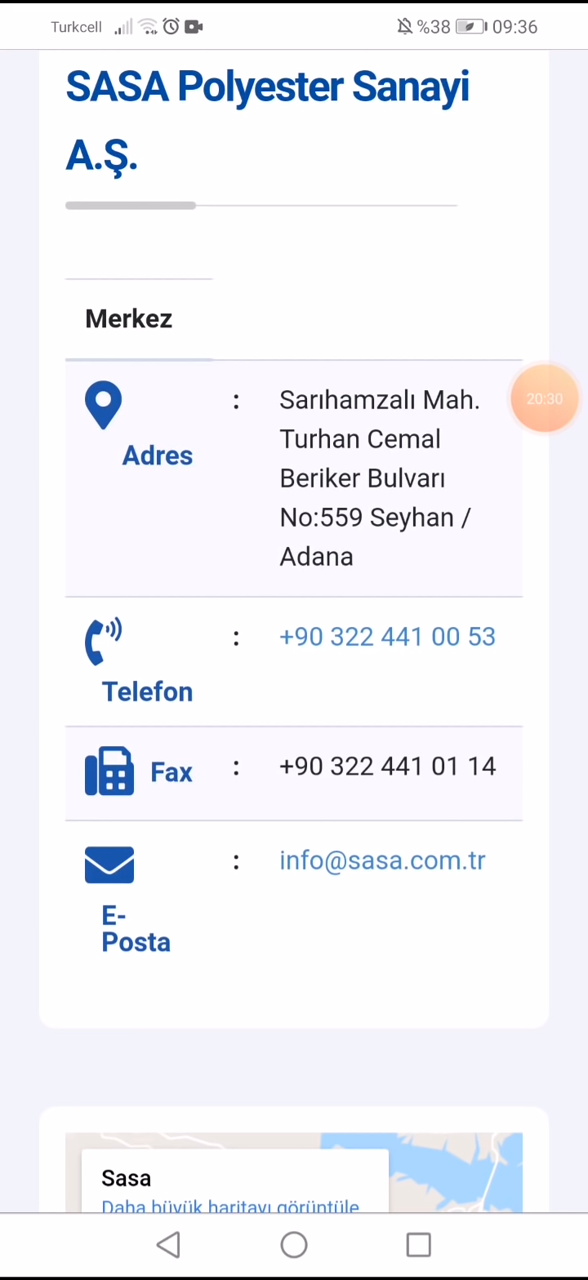 Turkcell %38 09:36
SASA Polyester Sanayi
A.Ş.
Merkez
20:30
Adres : Sarıhamzalı Mah.
Turhan Cemal
Beriker Bulvarı
No:559 Seyhan /
Adana
Telefon : +90 322 441 00 53
Fax : +90 322 441 01 14
E-
Posta : info@sasa.com.tr
Sasa
Daha büyük haritayı görüntüle